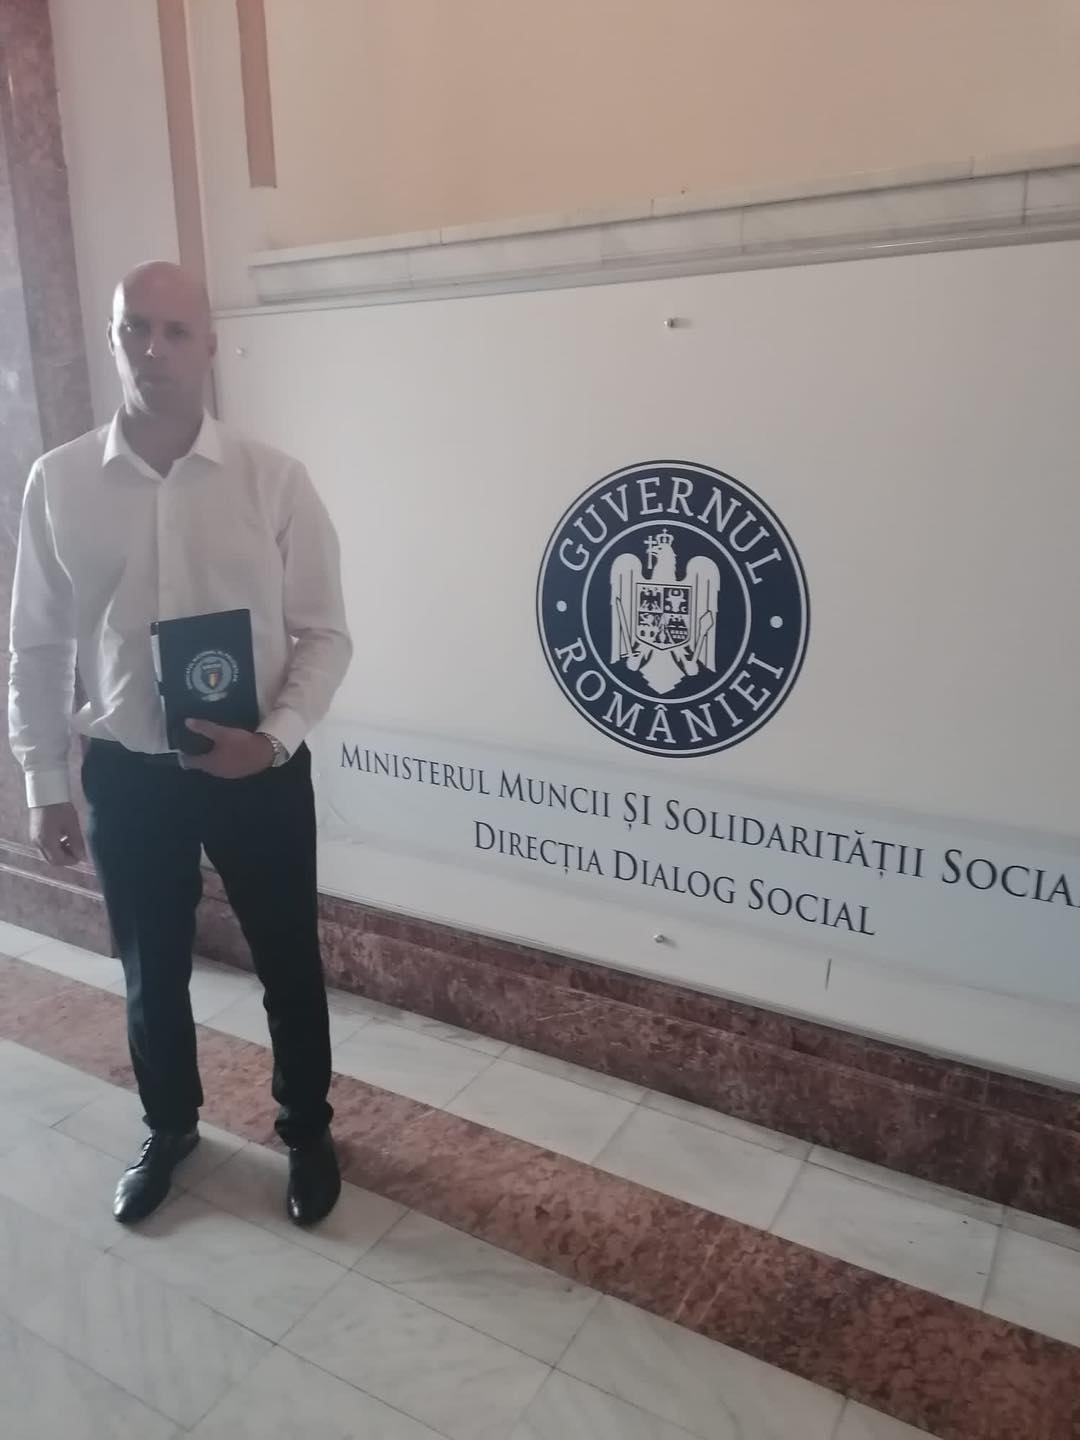 GUVERNUL ROMÂNIEI
MINISTERUL MUNCII ȘI SOLIDARITĂȚII SOCIA
DIRECȚIA DIALOG SOCIAL